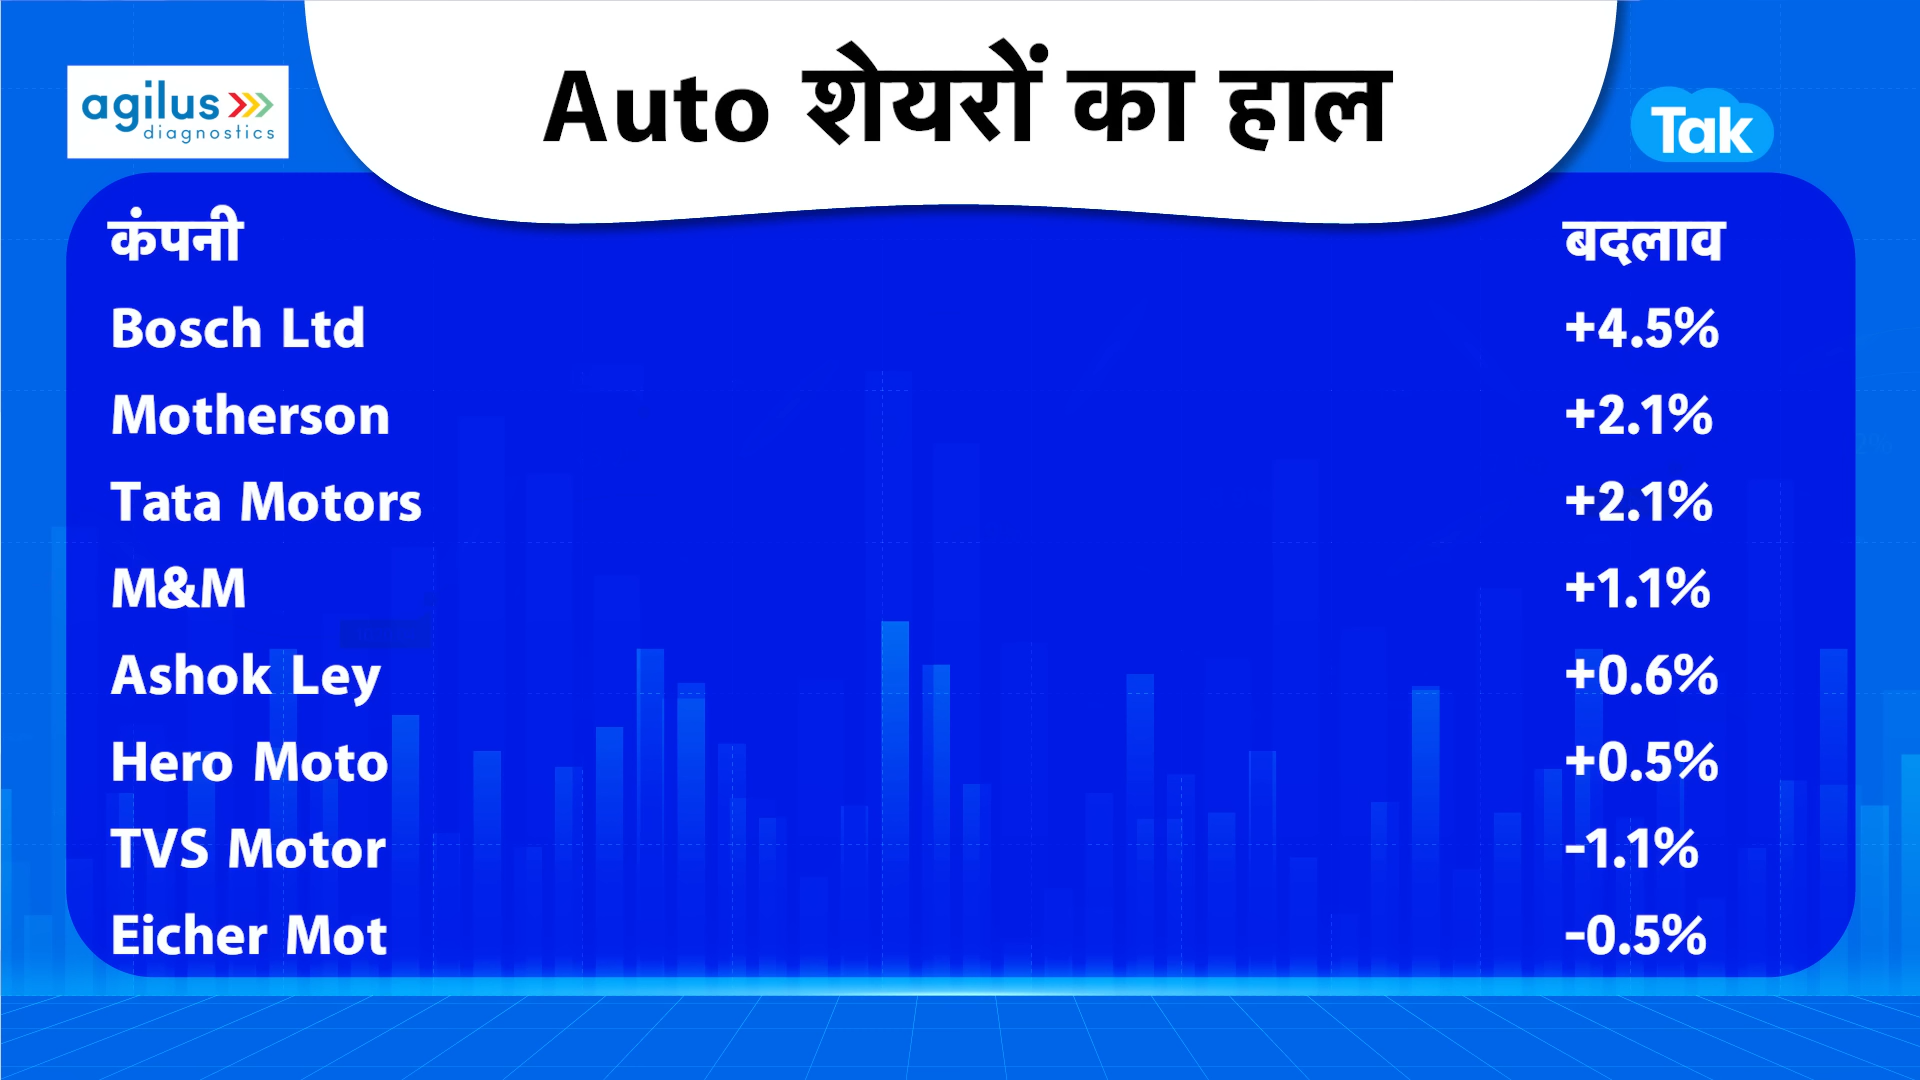 Auto शेयरों का हाल
agilus
diagnostics
Tak
कंपनी बदलाव
Bosch Ltd +4.5%
Motherson +2.1%
Tata Motors +2.1%
M&M +1.1%
Ashok Ley +0.6%
Hero Moto +0.5%
TVS Motor -1.1%
Eicher Mot -0.5%